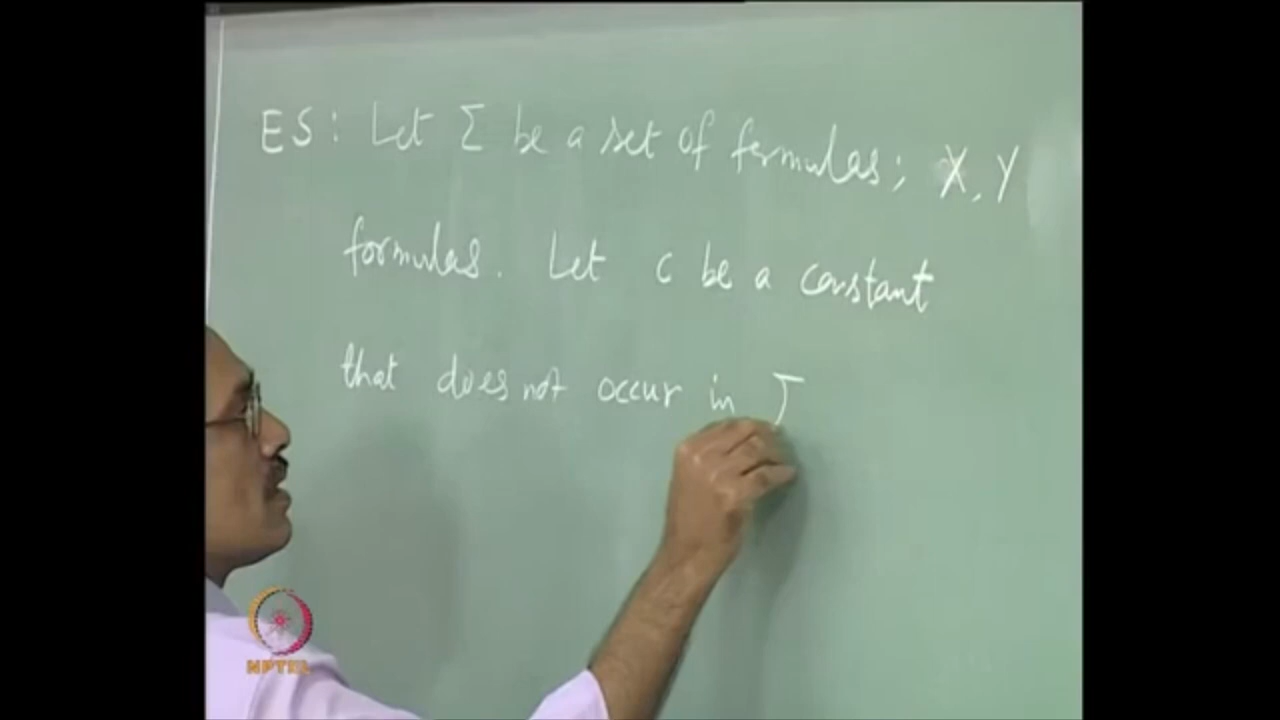 ES: Let Σ be a set of formulas; X, Y
formulas. Let c be a constant
that does not occur in
NPTEL